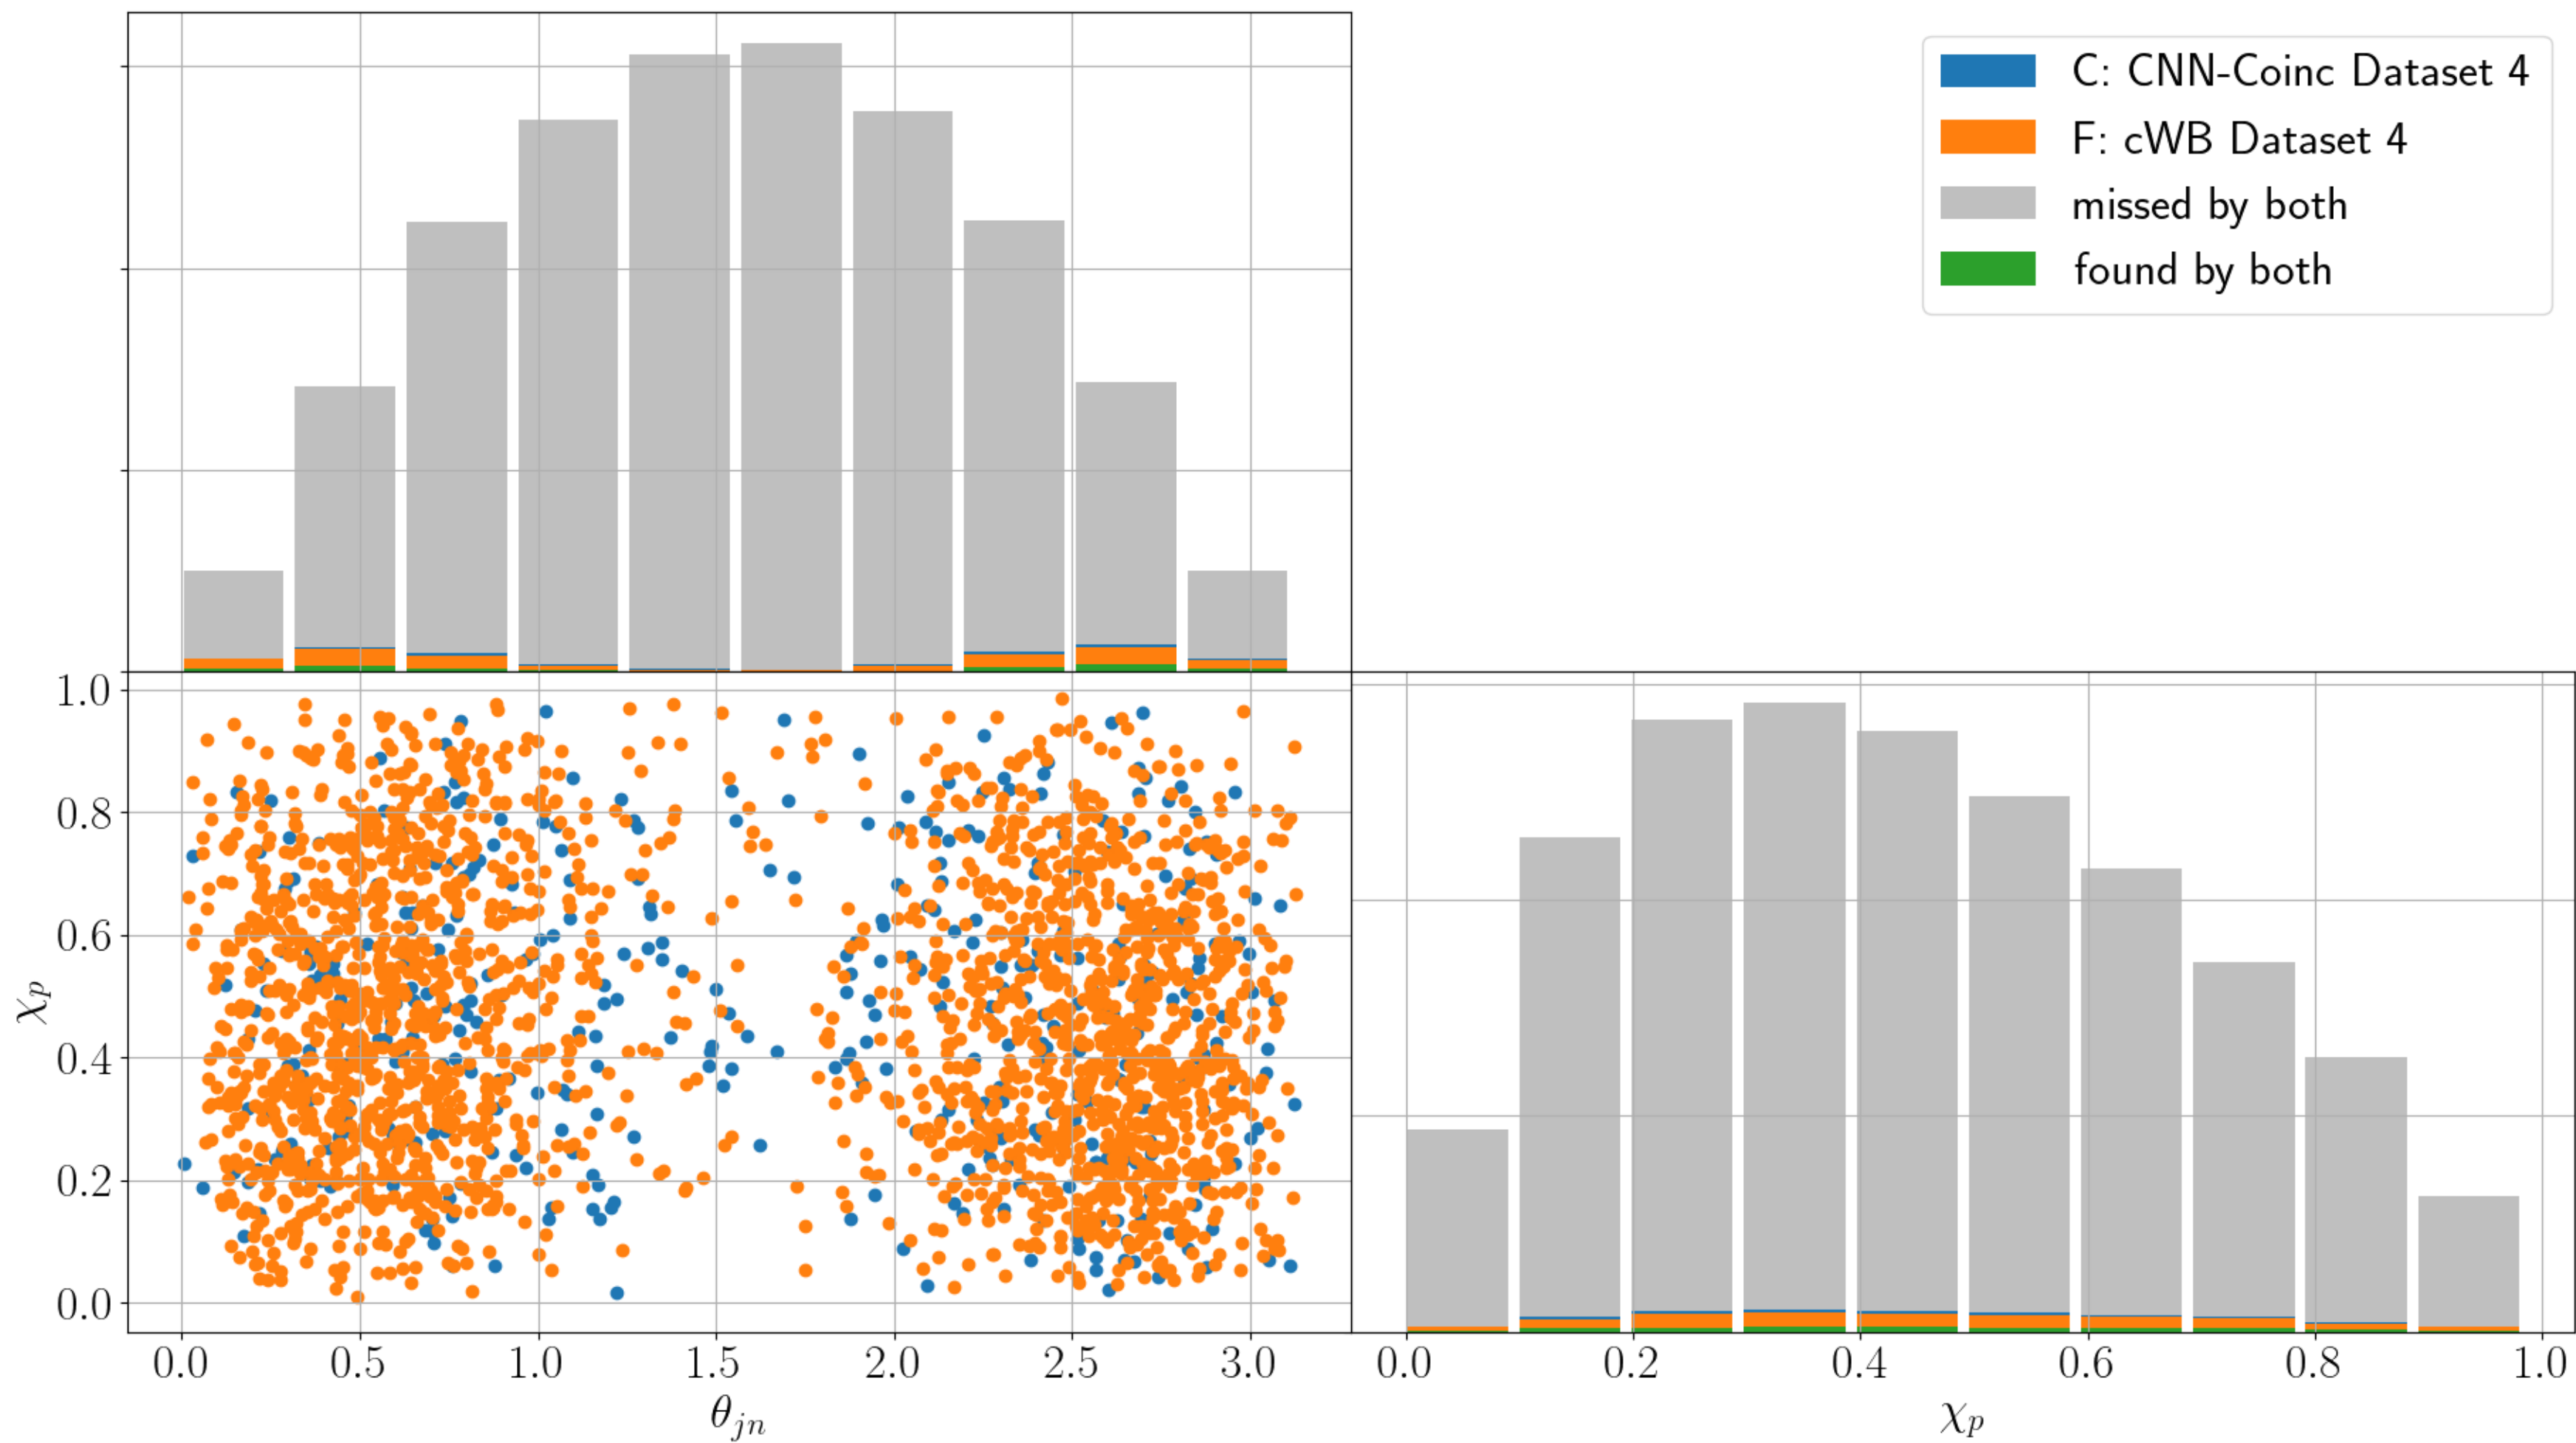 C: CNN-Coinc Dataset 4
F: cWB Dataset 4
missed by both
found by both
1.0
0.8
0.6
0.4
0.2
0.0
χp
0.0 0.5 1.0 1.5 2.0 2.5 3.0
θjn
0.0 0.2 0.4 0.6 0.8 1.0
χp